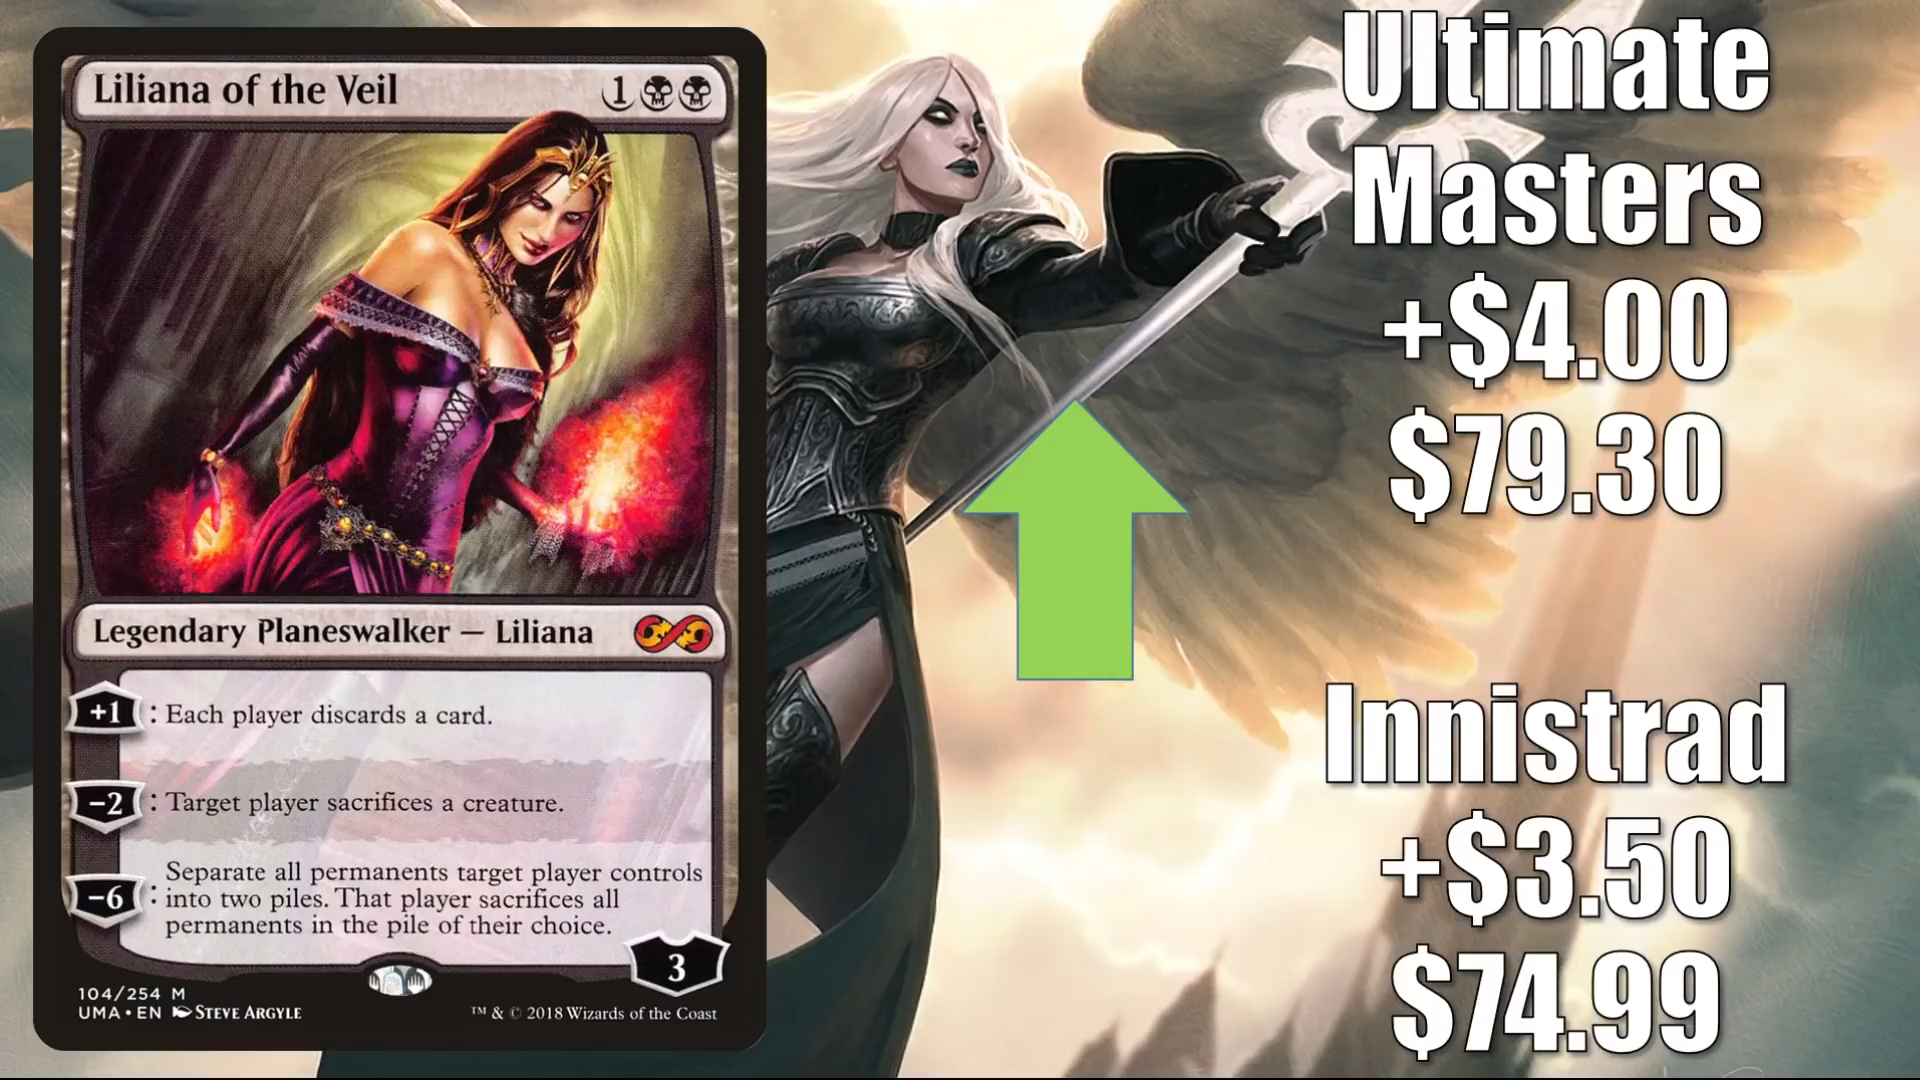 Liliana of the Veil 1
Legendary Planeswalker — Liliana
+1 : Each player discards a card.
−2 : Target player sacrifices a creature.
−6 : Separate all permanents target player controls
into two piles. That player sacrifices all
permanents in the pile of their choice.
3
104/254 M
UMA • EN STEVE ARGYLE
™ & © 2018 Wizards of the Coast
Ultimate
Masters
+$4.00
$79.30
Innistrad
+$3.50
$74.99